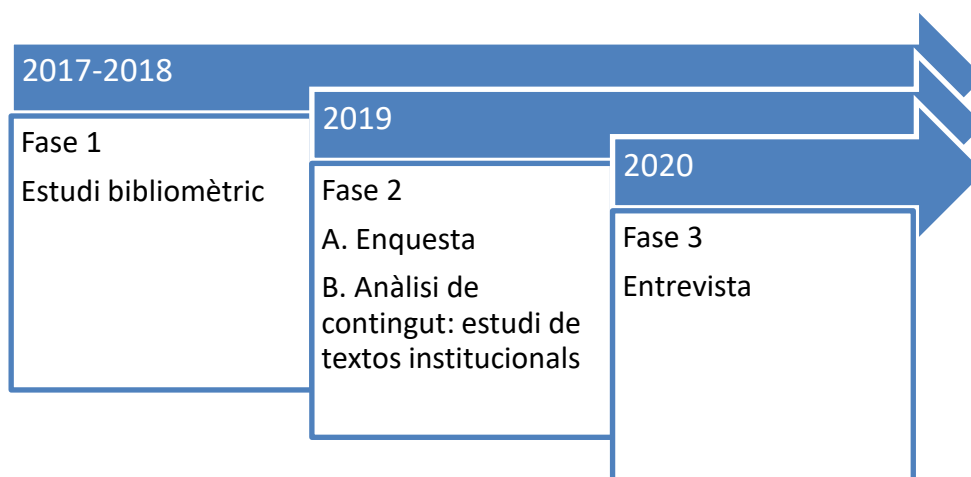 2017-2018
Fase 1
Estudi bibliomètric
2019
Fase 2
A. Enquesta
B. Anàlisi de
contingut: estudi de
textos institucionals
2020
Fase 3
Entrevista